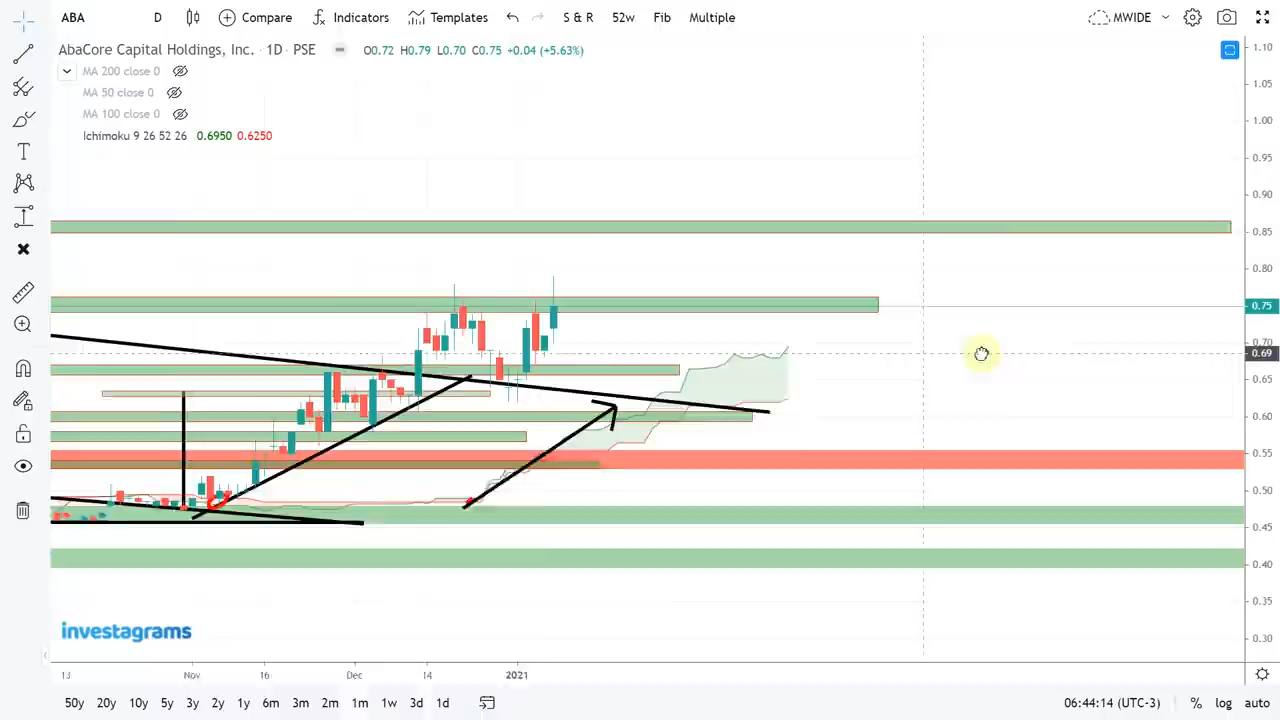 ABA D Compare Indicators Templates S & R 52w Fib Multiple MWIDE
AbaCore Capital Holdings, Inc. · 1D · PSE O0.72 H0.79 L0.70 C0.75 +0.04 (+5.63%)
MA 200 close 0
MA 50 close 0
MA 100 close 0
Ichimoku 9 26 52 26 0.6950 0.6250
1.10
1.05
1.00
0.95
0.90
0.85
0.80
0.75
0.70
0.69
0.65
0.60
0.55
0.50
0.45
0.40
0.35
0.30
investagrams
13 Nov 16 Dec 14 2021
50y 20y 10y 5y 3y 2y 1y 6m 3m 2m 1m 1w 3d 1d 06:44:14 (UTC-3) % log auto